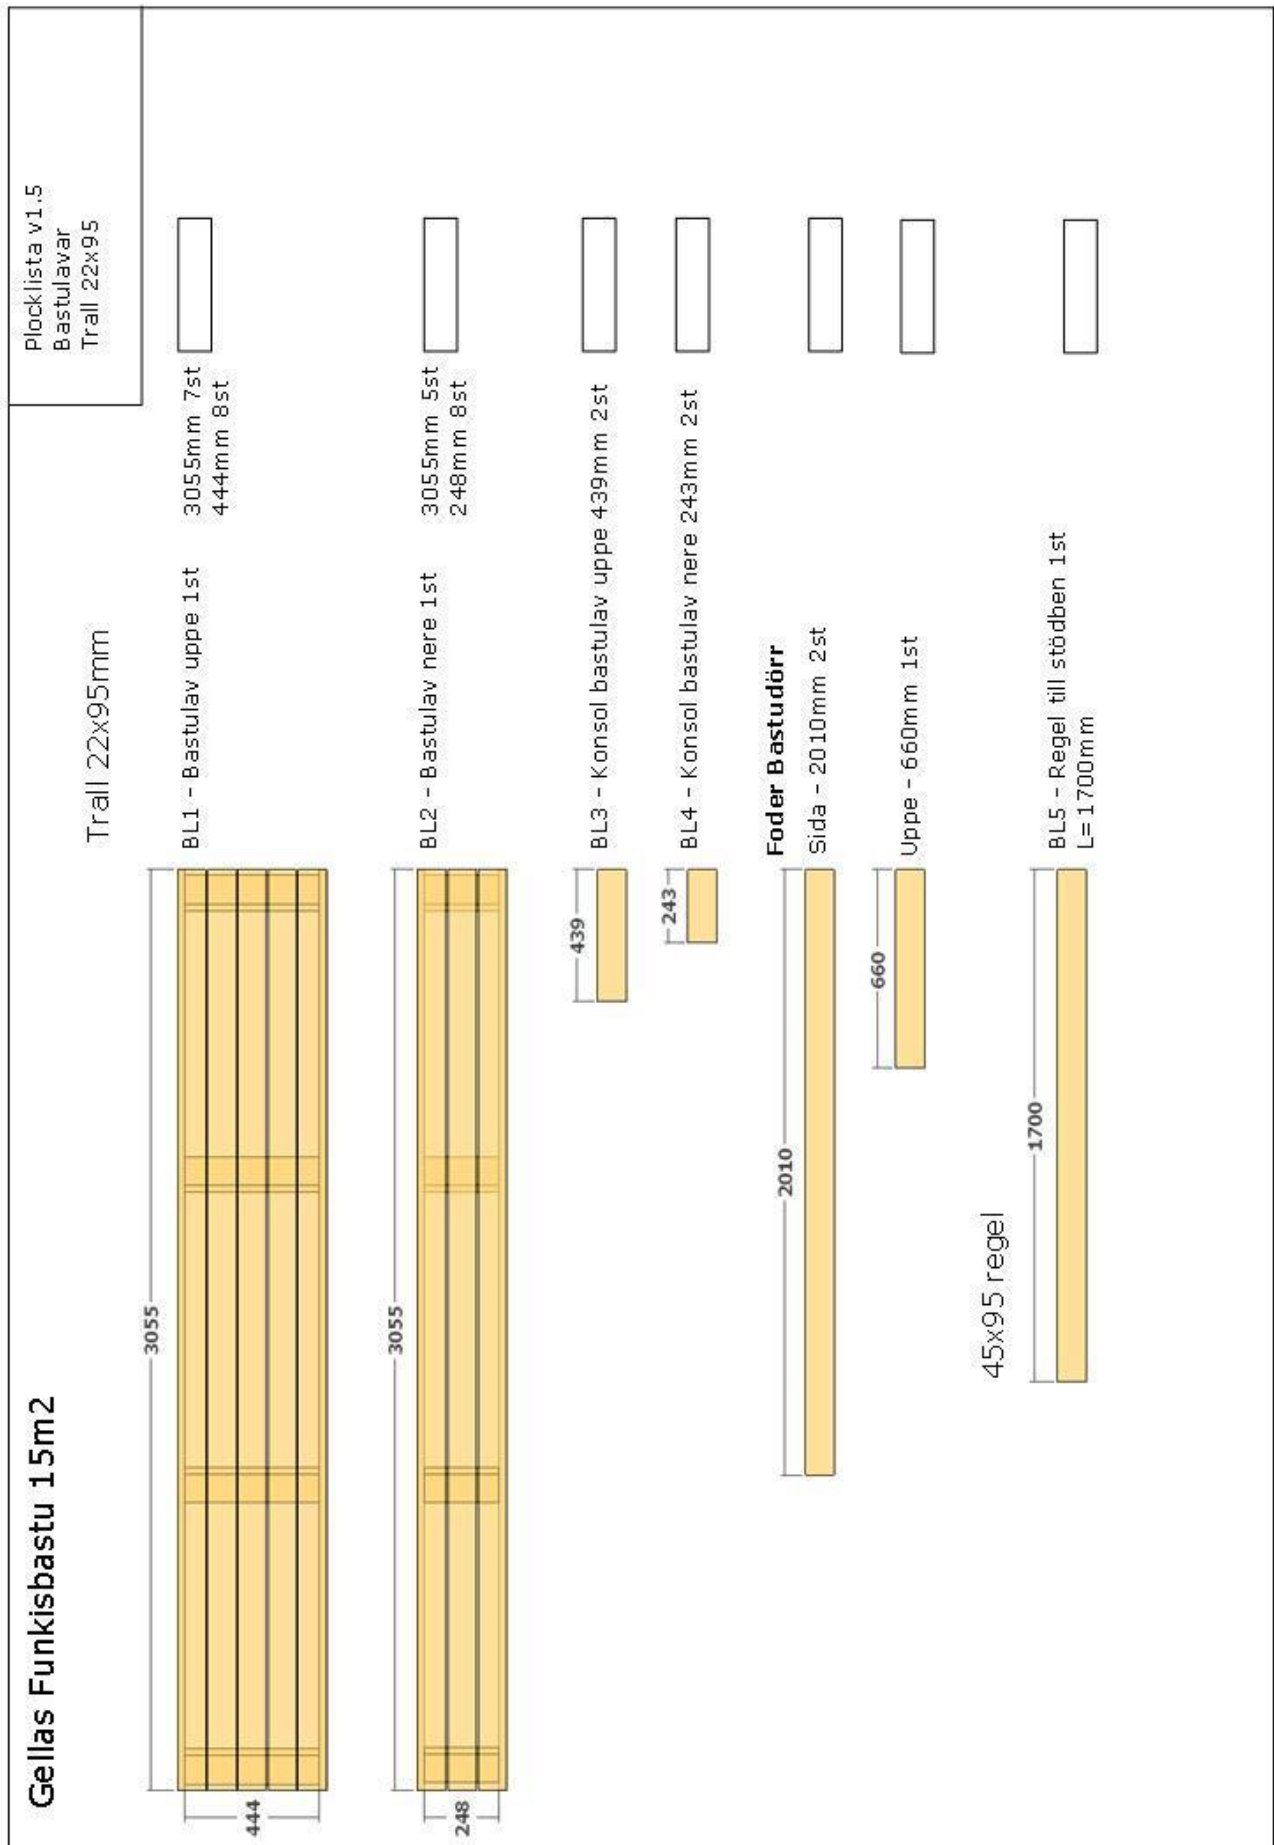 Gellas Funkisbastu 15m2
Plocklista v1.5
Bastulavar
Trall 22x95
Trall 22x95mm
3055
444
BL1 - Bastulav uppe 1st
3055mm 7st
444mm 8st
3055
248
BL2 - Bastulav nere 1st
3055mm 5st
248mm 8st
439
BL3 - Konsol bastulav uppe 439mm 2st
243
BL4 - Konsol bastulav nere 243mm 2st
Foder Bastudörr
2010
Sida - 2010mm 2st
660
Uppe - 660mm 1st
45x95 regel
1700
BL5 - Regel till stödben 1st
L=1700mm